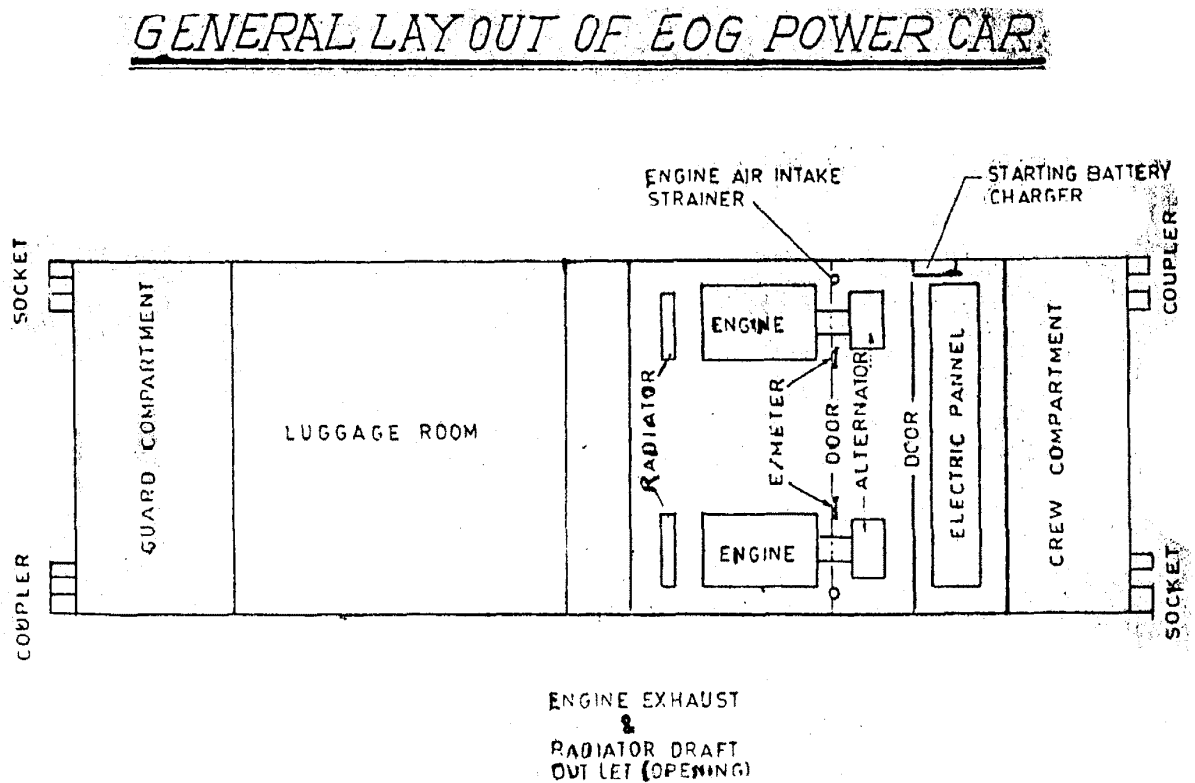 GENERAL LAYOUT OF EOG POWER CAR
ENGINE AIR INTAKE
STRAINER
STARTING BATTERY
CHARGER
SOCKET
COUPLER
GUARD COMPARTMENT
LUGGAGE ROOM
RADIATOR
ENGINE
ENGINE
E/METER
DOOR
ALTERNATOR
DOOR
ELECTRIC PANNEL
CREW COMPARTMENT
COUPLER
SOCKET
ENGINE EXHAUST
&
RADIATOR DRAFT
OUT LET (OPENING)